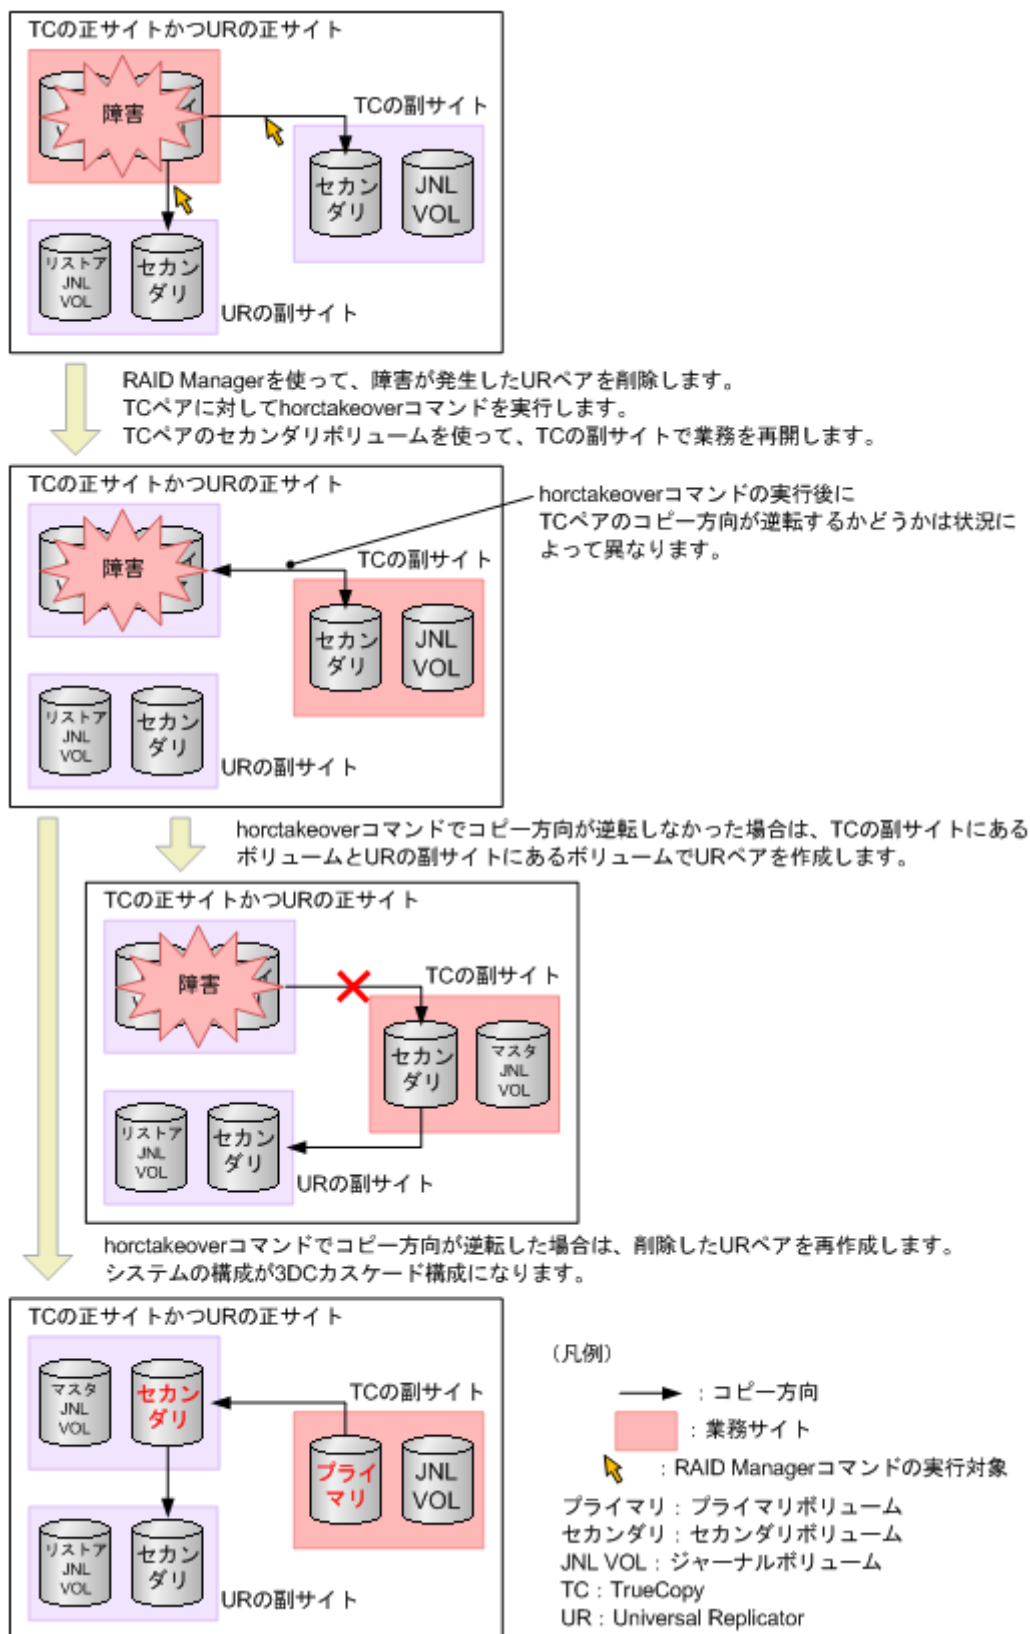 TCの正サイトかつURの正サイト
障害
TCの副サイト
セカン
ダリ
JNL
VOL
リストア
JNL
VOL
セカン
ダリ
URの副サイト
RAID Managerを使って、障害が発生したURペアを削除します。
TCペアに対してhorctakeoverコマンドを実行します。
TCペアのセカンダリボリュームを使って、TCの副サイトで業務を再開します。
TCの正サイトかつURの正サイト
horctakeoverコマンドの実行後に
TCペアのコピー方向が逆転するかどうかは状況に
よって異なります。
障害
TCの副サイト
セカン
ダリ
JNL
VOL
リストア
JNL
VOL
セカン
ダリ
URの副サイト
horctakeoverコマンドでコピー方向が逆転しなかった場合は、TCの副サイトにある
ボリュームとURの副サイトにあるボリュームでURペアを作成します。
TCの正サイトかつURの正サイト
障害
TCの副サイト
セカン
ダリ
マスタ
JNL
VOL
リストア
JNL
VOL
セカン
ダリ
URの副サイト
horctakeoverコマンドでコピー方向が逆転した場合は、削除したURペアを再作成します。
システムの構成が3DCカスケード構成になります。
TCの正サイトかつURの正サイト
マスタ
JNL
VOL
セカン
ダリ
TCの副サイト
プライ
マリ
JNL
VOL
リストア
JNL
VOL
セカン
ダリ
URの副サイト
（凡例）
：コピー方向
：業務サイト
：RAID Managerコマンドの実行対象
プライマリ：プライマリボリューム
セカンダリ：セカンダリボリューム
JNL VOL：ジャーナルボリューム
TC：TrueCopy
UR：Universal Replicator